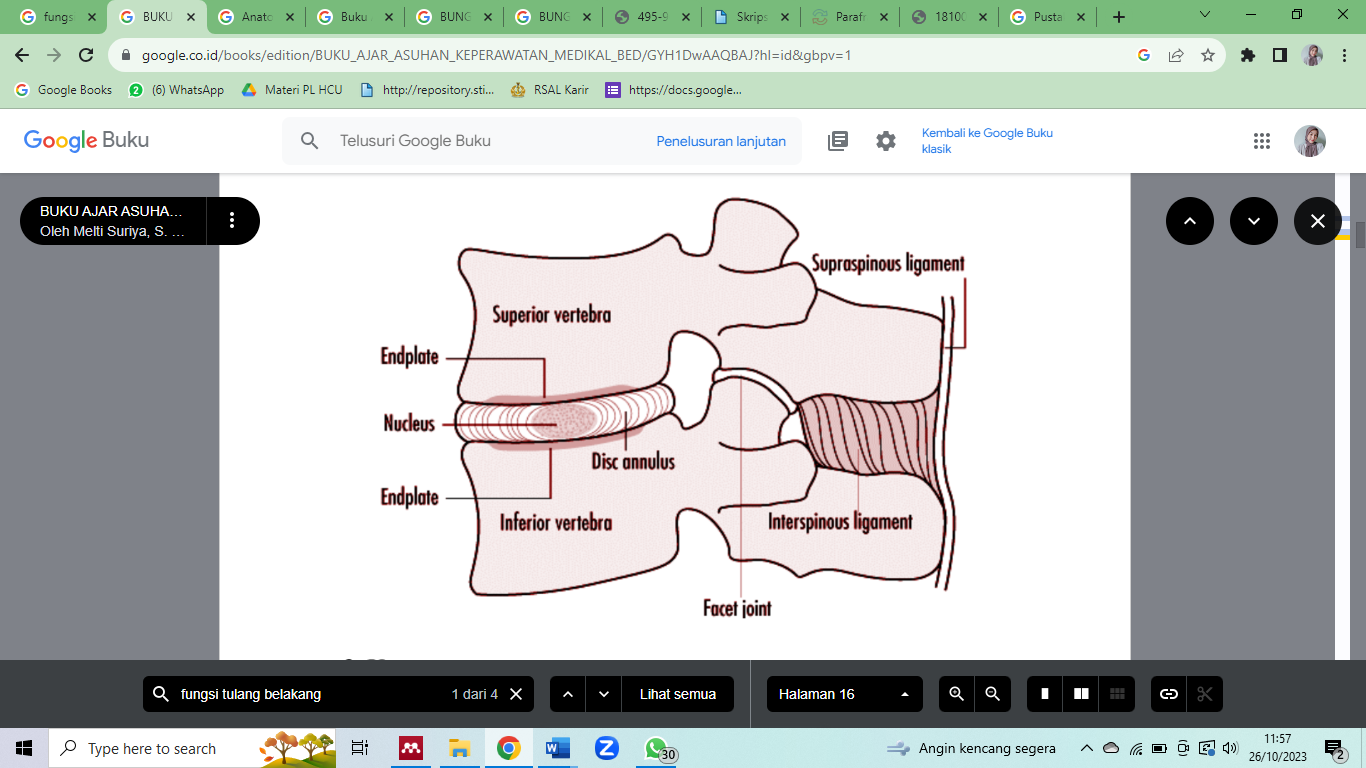 fungs
BUKU
Anato
Buku
BUNG
BUNG
495-9
Skrips
Parafr
18100
Pusta
google.co.id/books/edition/BUKU_AJAR_ASUHAN_KEPERAWATAN_MEDIKAL_BED/GYH1DwAAQBAJ?hl=id&gbpv=1
Google Books
(6) WhatsApp
Materi PL HCU
http://repository.sti...
RSAL Karir
https://docs.google...
Google Buku
Telusuri Google Buku
Penelusuran lanjutan
Kembali ke Google Buku
klasik
BUKU AJAR ASUHA...
Oleh Melti Suriya, S. ...
Supraspinous ligament
Superior vertebra
Endplate
Nucleus
Disc annulus
Endplate
Inferior vertebra
Interspinous ligament
Facet joint
fungsi tulang belakang
1 dari 4
Lihat semua
Halaman 16
Type here to search
30
Angin kencang segera
11:57
26/10/2023
2